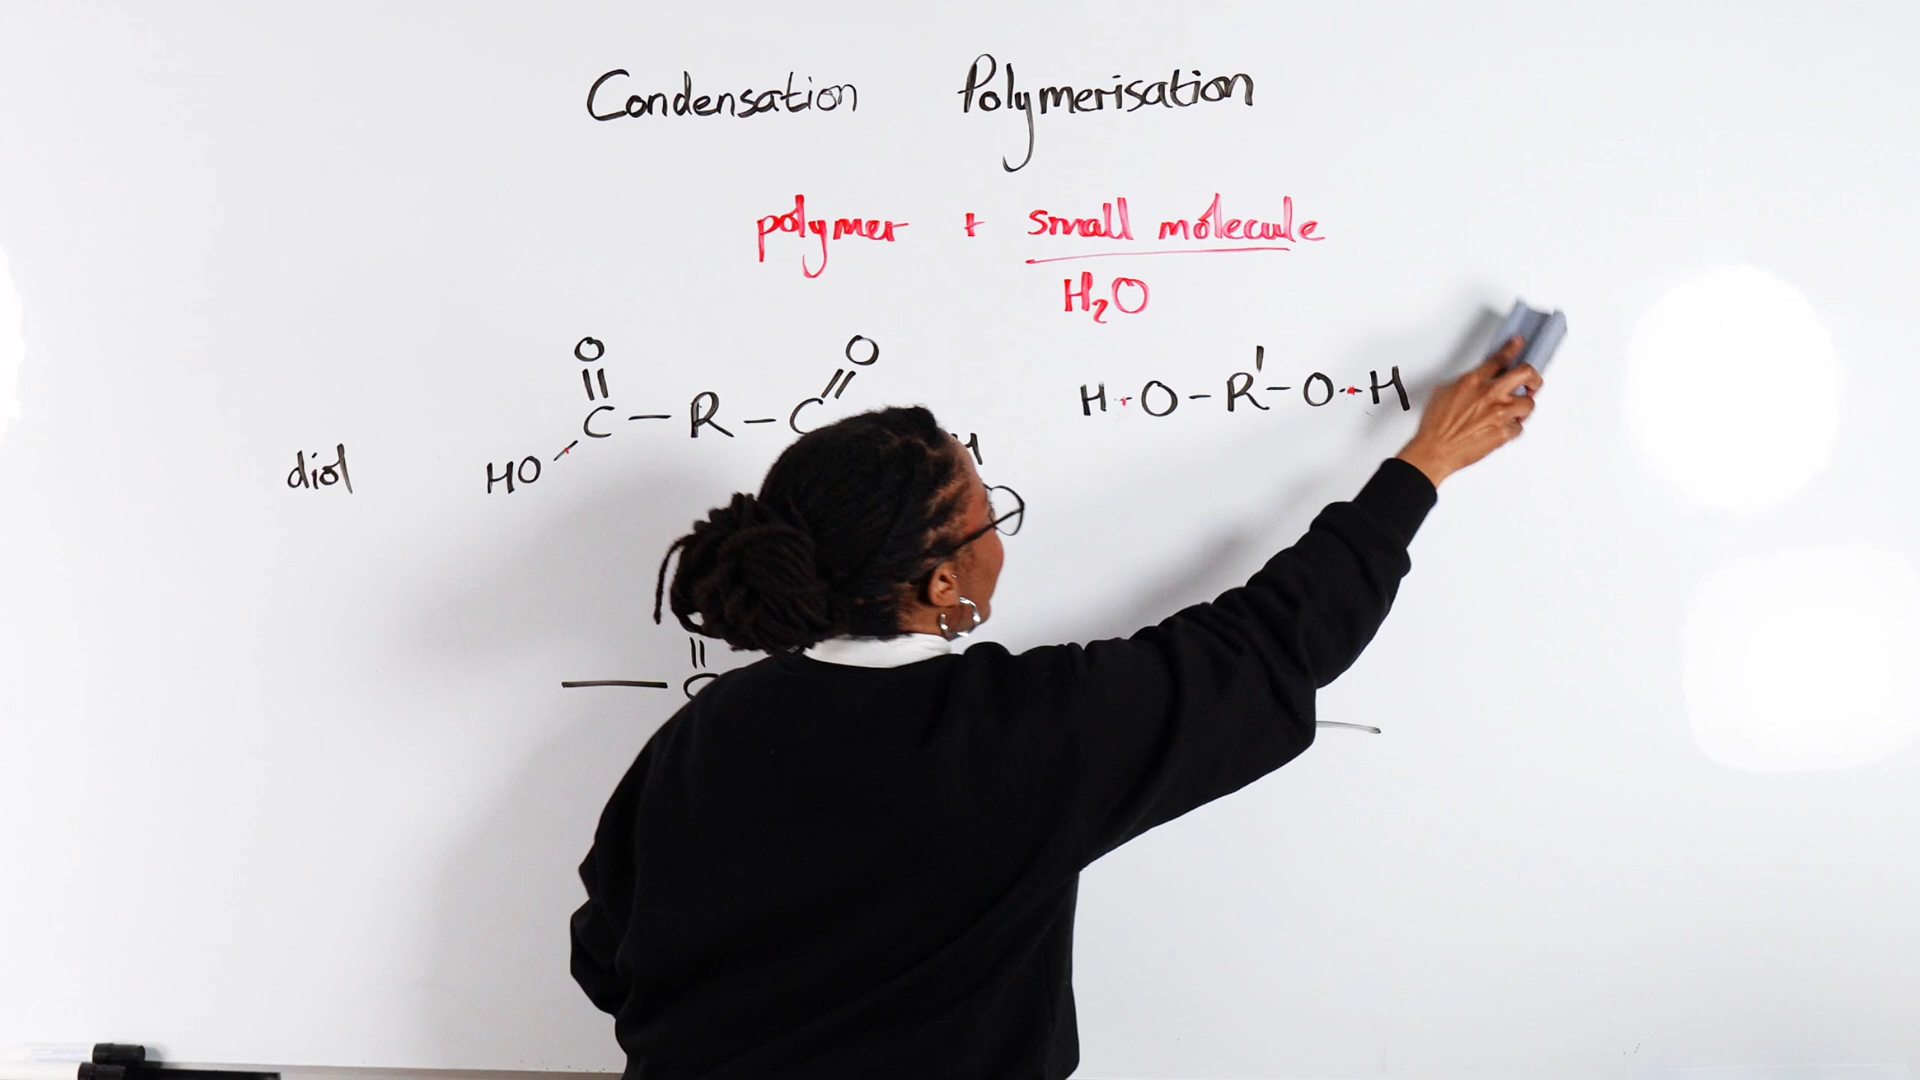 Condensation Polymerisation
polymer + small molecule
H₂O
O O
|| //
C – R – C H
HO
H – O – R' – O – H
diol
||
C